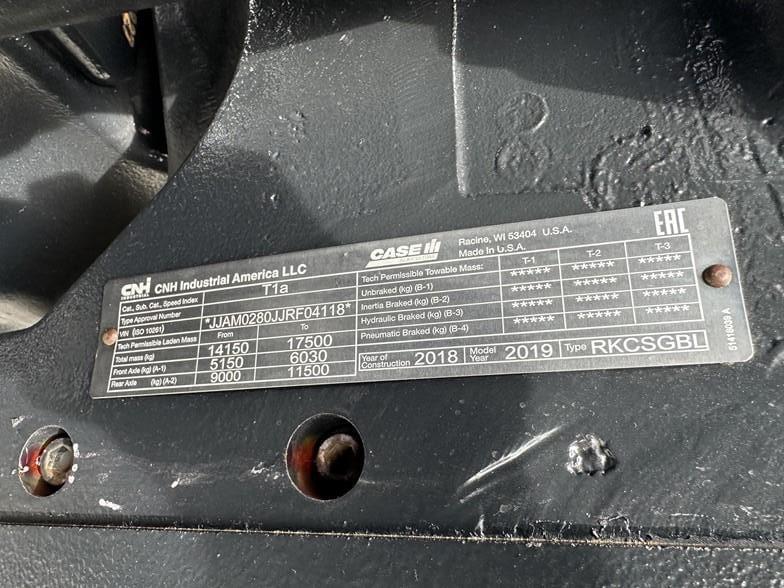 CNH INDUSTRIAL CNH Industrial America LLC
Cat., Sub. Cat., Speed Index T1a
Type Approval Number
VIN (ISO 10261) *JJAM0280JJRF04118*
Tech Permissible Laden Mass From To
Total mass (kg) 14150 17500
Front Axle (kg) (A-1) 5150 6030
Rear Axle (kg) (A-2) 9000 11500
CASE IH
Racine, WI 53404 U.S.A.
Made in U.S.A.
EAC
Tech Permissible Towable Mass: T-1 T-2 T-3
Unbraked (kg) (B-1) ***** ***** *****
Inertia Braked (kg) (B-2) ***** ***** *****
Hydraulic Braked (kg) (B-3) ***** ***** *****
Pneumatic Braked (kg) (B-4) ***** ***** *****
Year of Construction 2018 Model Year 2019 Type RKCSGBL
51416039 A